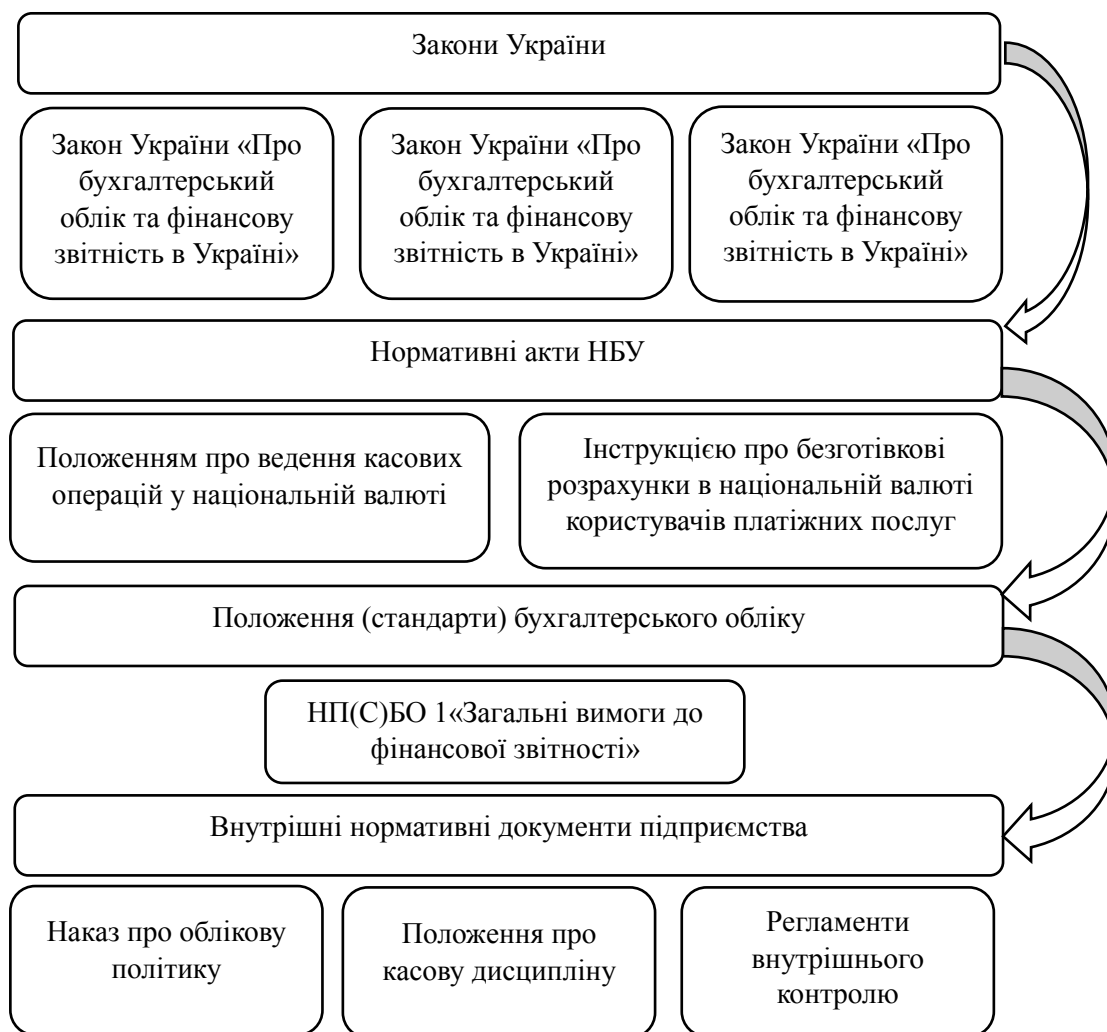 Закони України
Закон України «Про
бухгалтерський
облік та фінансову
звітність в Україні»
Закон України «Про
бухгалтерський
облік та фінансову
звітність в Україні»
Закон України «Про
бухгалтерський
облік та фінансову
звітність в Україні»
Нормативні акти НБУ
Положенням про ведення касових
операцій у національній валюті
Інструкцією про безготівкові
розрахунки в національній валюті
користувачів платіжних послуг
Положення (стандарти) бухгалтерського обліку
НП(С)БО 1«Загальні вимоги до
фінансової звітності»
Внутрішні нормативні документи підприємства
Наказ про облікову
політику
Положення про
касову дисципліну
Регламенти
внутрішнього
контролю